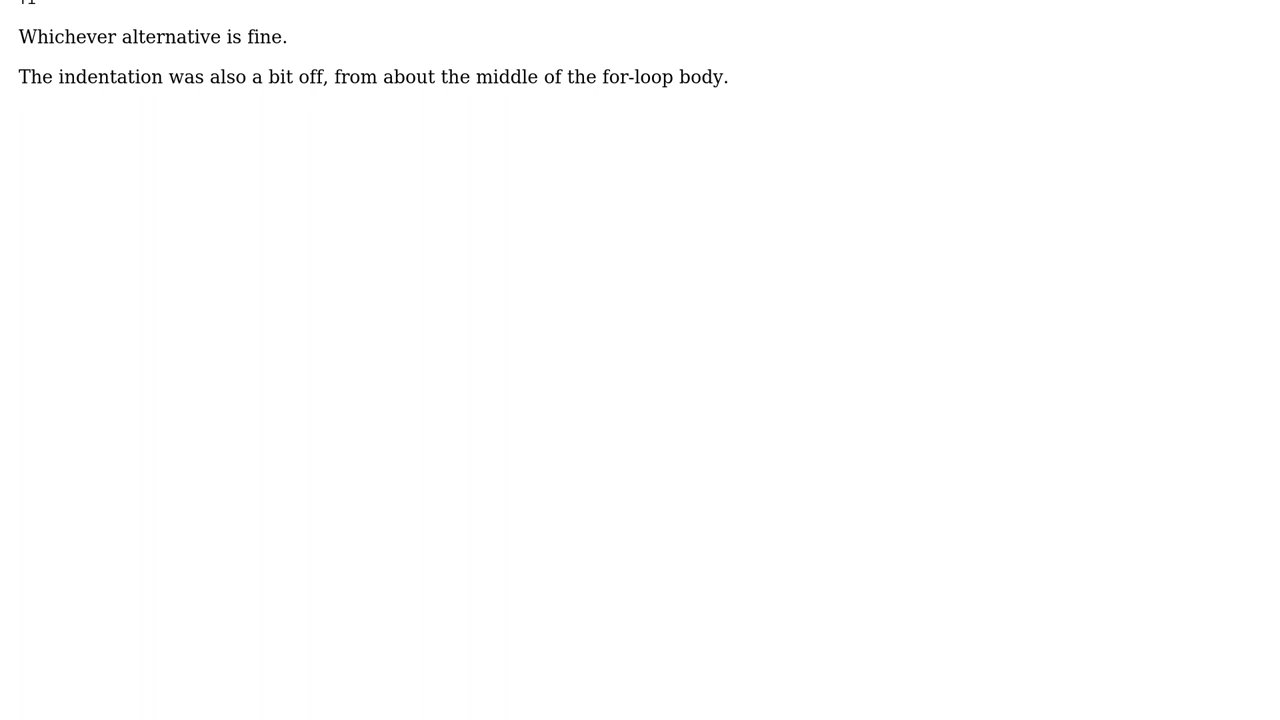 Whichever alternative is fine.
The indentation was also a bit off, from about the middle of the for-loop body.